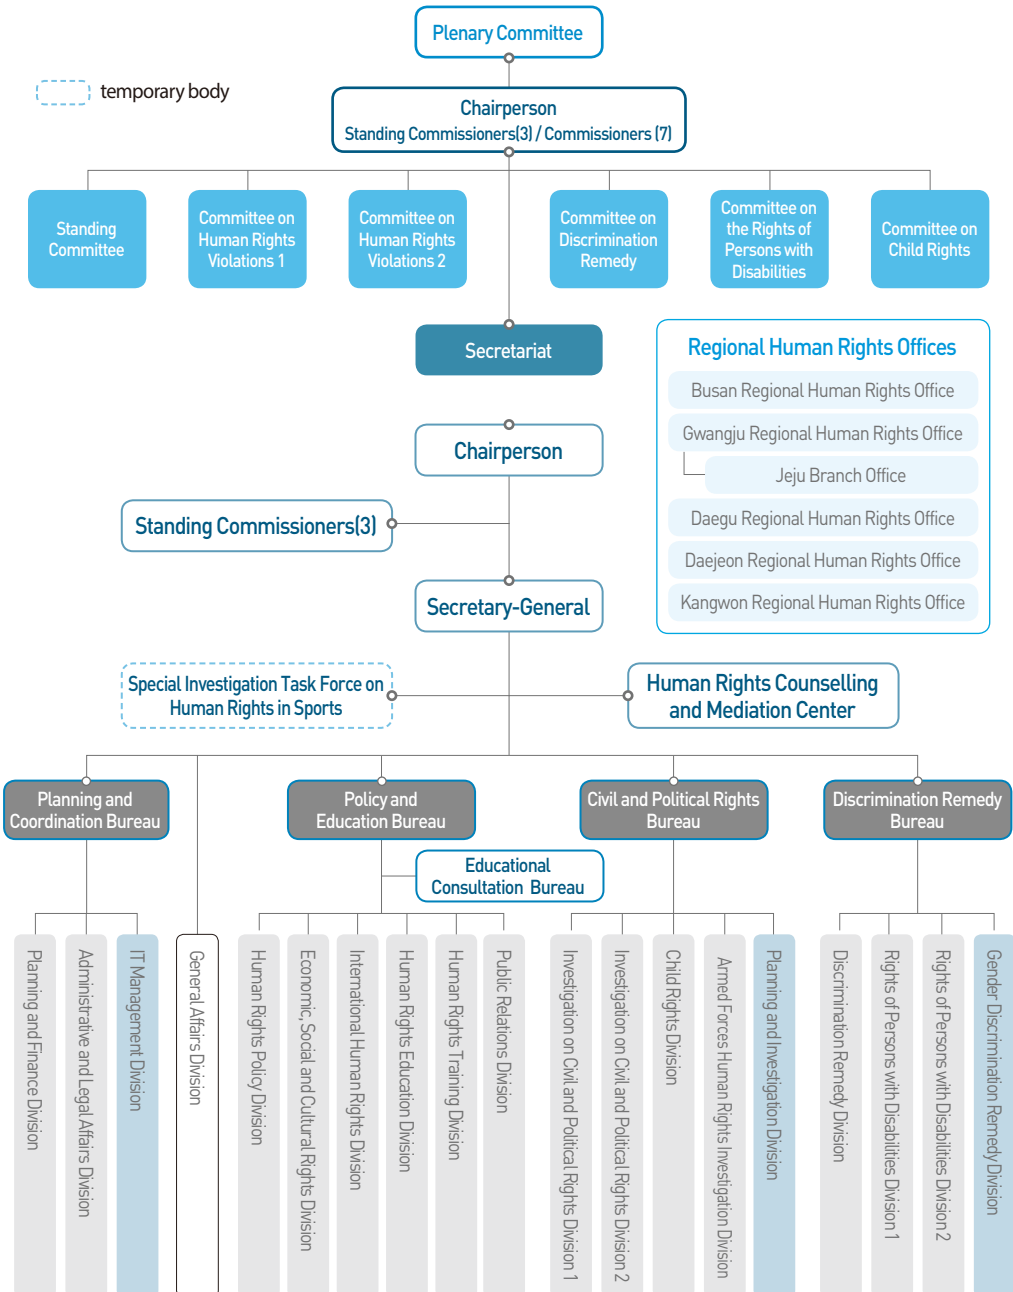 Plenary Committee
temporary body
Chairperson
Standing Commissioners(3) / Commissioners (7)
Standing
Committee
Committee on
Human Rights
Violations 1
Committee on
Human Rights
Violations 2
Committee on
Discrimination
Remedy
Committee on
the Rights of
Persons with
Disabilities
Committee on
Child Rights
Secretariat
Regional Human Rights Offices
Busan Regional Human Rights Office
Gwangju Regional Human Rights Office
Jeju Branch Office
Daegu Regional Human Rights Office
Daejeon Regional Human Rights Office
Kangwon Regional Human Rights Office
Chairperson
Standing Commissioners(3)
Secretary-General
Special Investigation Task Force on
Human Rights in Sports
Human Rights Counselling
and Mediation Center
Planning and
Coordination Bureau
Policy and
Education Bureau
Civil and Political Rights
Bureau
Discrimination Remedy
Bureau
Educational
Consultation Bureau
Planning and Finance Division
Administrative and Legal Affairs Division
IT Management Division
General Affairs Division
Human Rights Policy Division
Economic, Social and Cultural Rights Division
International Human Rights Division
Human Rights Education Division
Human Rights Training Division
Public Relations Division
Investigation on Civil and Political Rights Division 1
Investigation on Civil and Political Rights Division 2
Child Rights Division
Armed Forces Human Rights Investigation Division
Planning and Investigation Division
Discrimination Remedy Division
Rights of Persons with Disabilities Division 1
Rights of Persons with Disabilities Division 2
Gender Discrimination Remedy Division